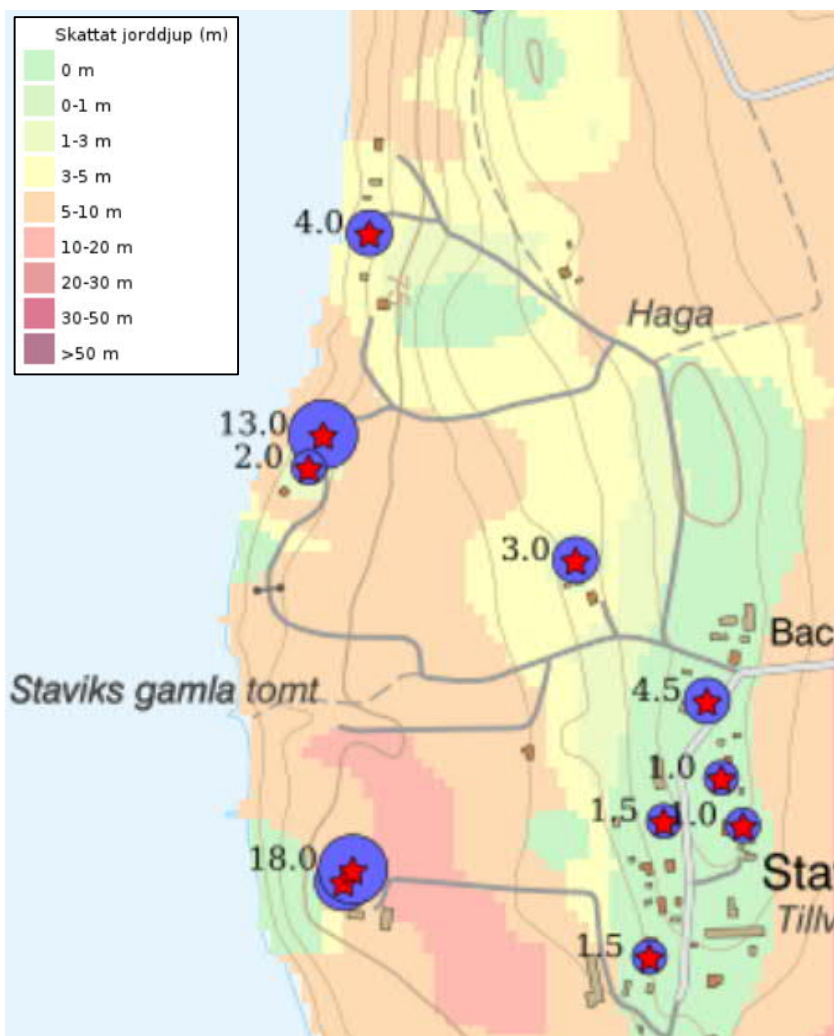 Skattat jorddjup (m)
0 m
0-1 m
1-3 m
3-5 m
5-10 m
10-20 m
20-30 m
30-50 m
>50 m
4.0
75
Haga
13.0
2.0
3.0
Bac
Staviks gamla tomt
4.5
1.0
1.5
1.0
18.0
Sta
Tillv
1.5